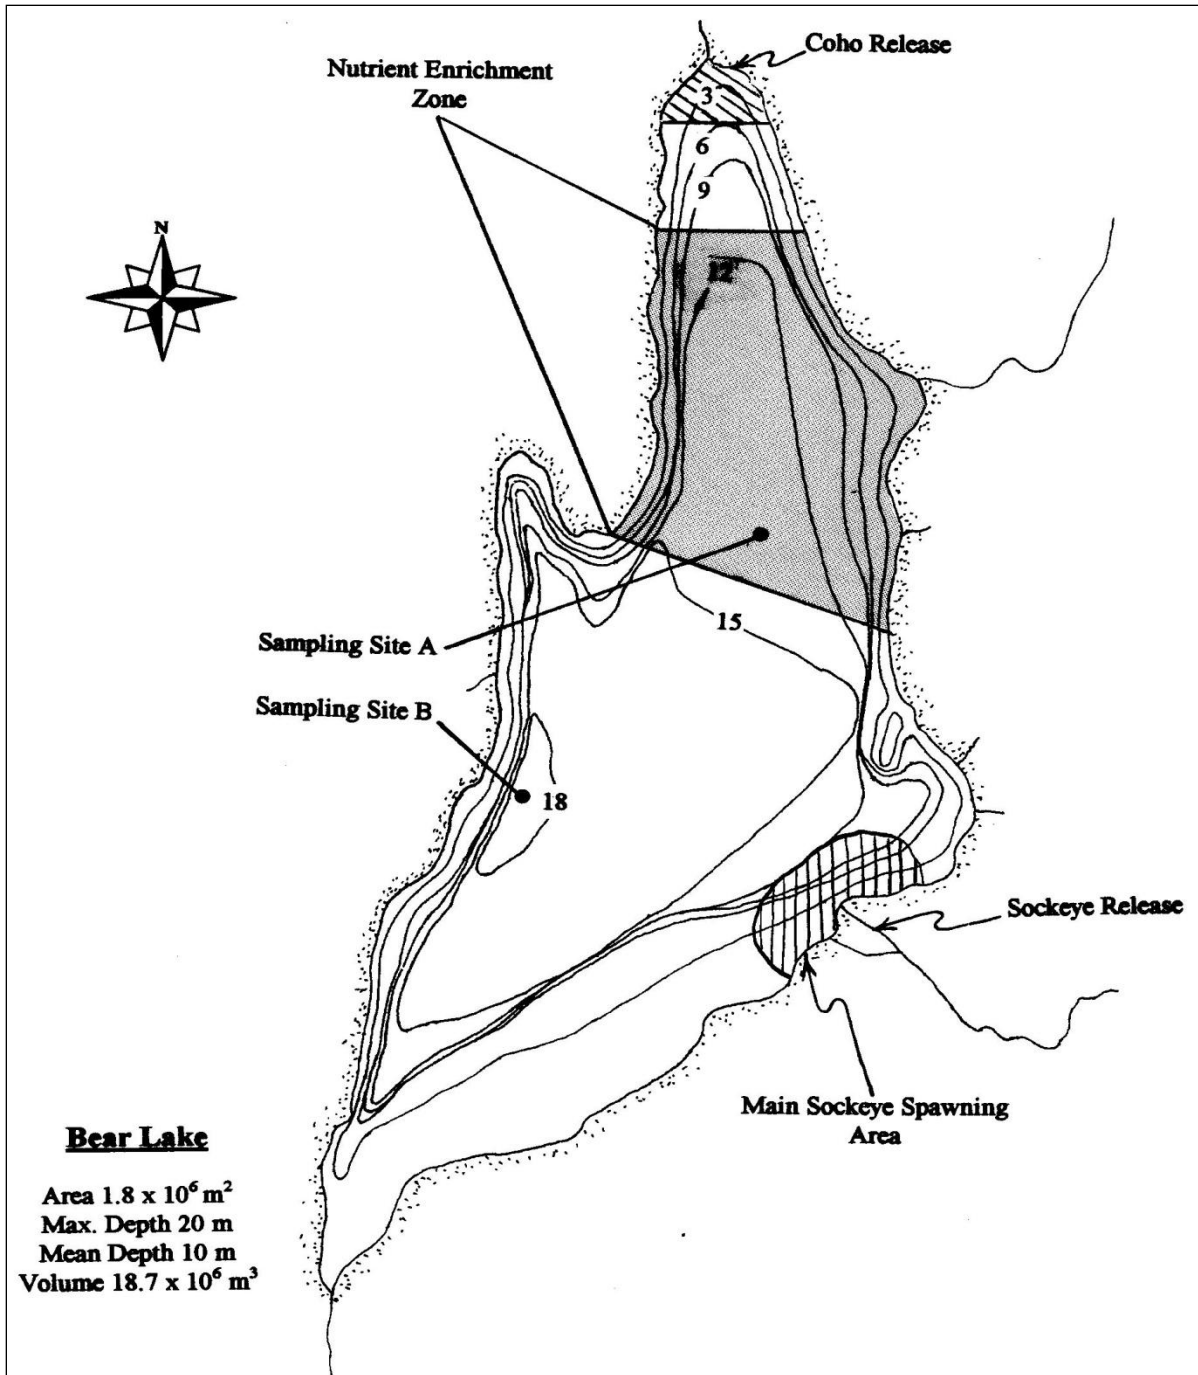 Coho Release
Nutrient Enrichment
Zone
3
6
9
N
12
15
Sampling Site A
Sampling Site B
18
Sockeye Release
Main Sockeye Spawning
Area
Bear Lake
Area 1.8 x 10⁶ m²
Max. Depth 20 m
Mean Depth 10 m
Volume 18.7 x 10⁶ m³